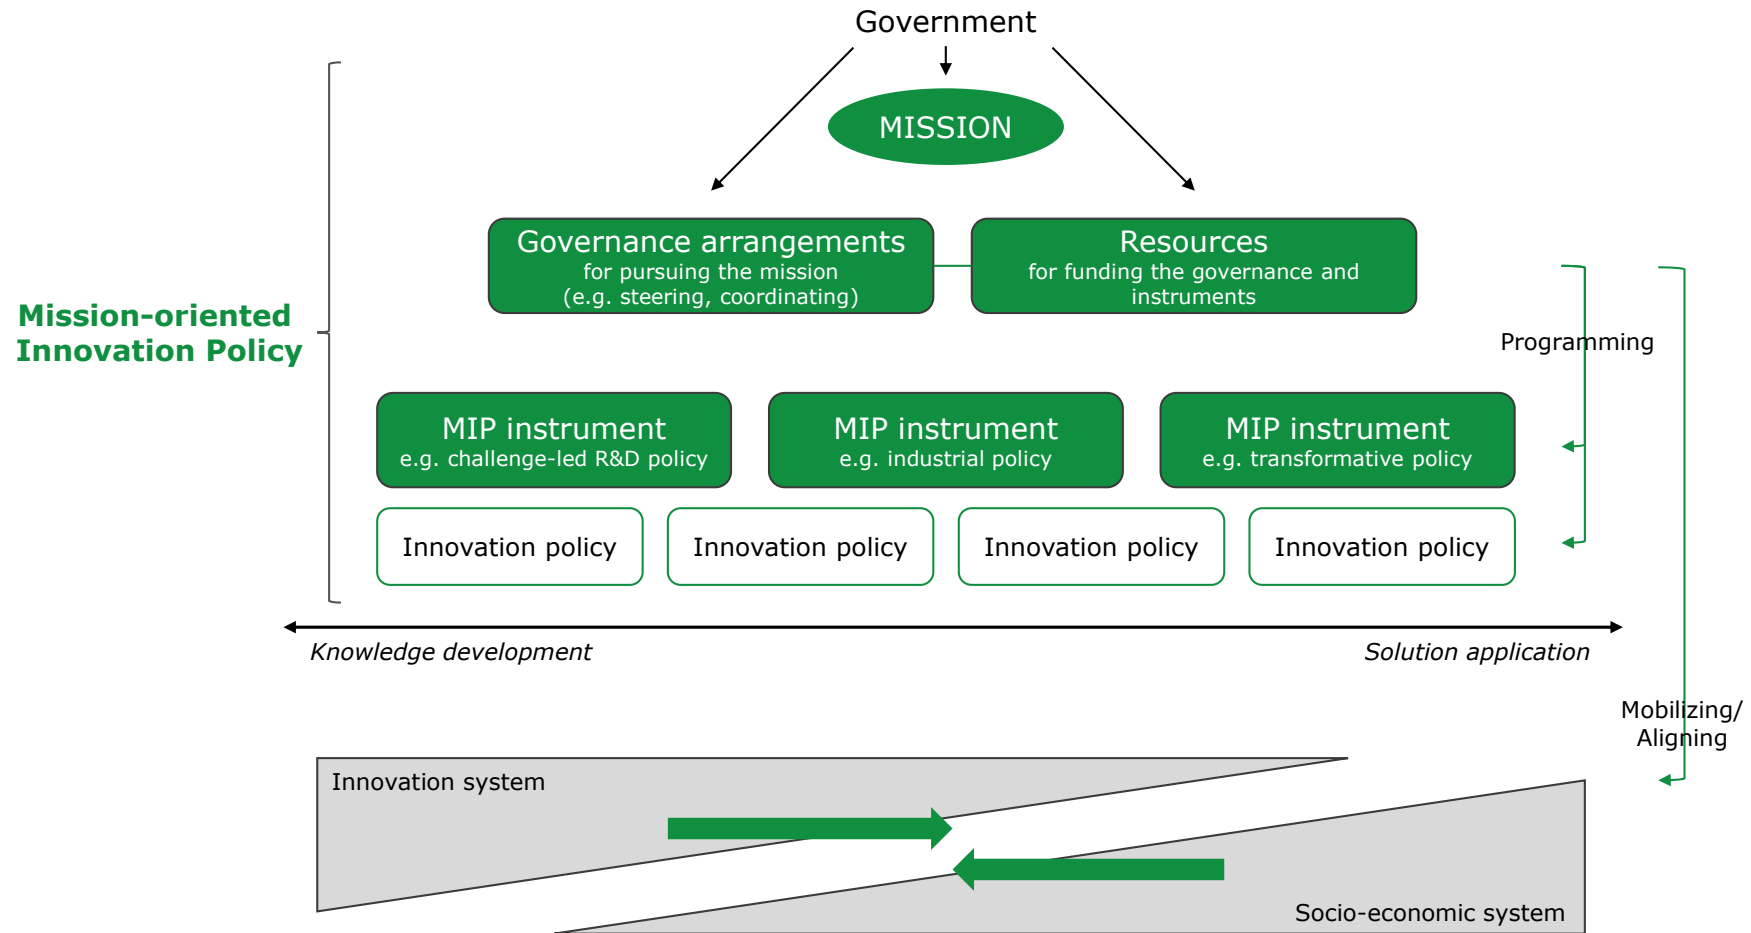 Government
MISSION
Governance arrangements
for pursuing the mission
(e.g. steering, coordinating)
Resources
for funding the governance and
instruments
Mission-oriented
Innovation Policy
Programming
MIP instrument
e.g. challenge-led R&D policy
MIP instrument
e.g. industrial policy
MIP instrument
e.g. transformative policy
Innovation policy
Innovation policy
Innovation policy
Innovation policy
Knowledge development
Solution application
Mobilizing/
Aligning
Innovation system
Socio-economic system